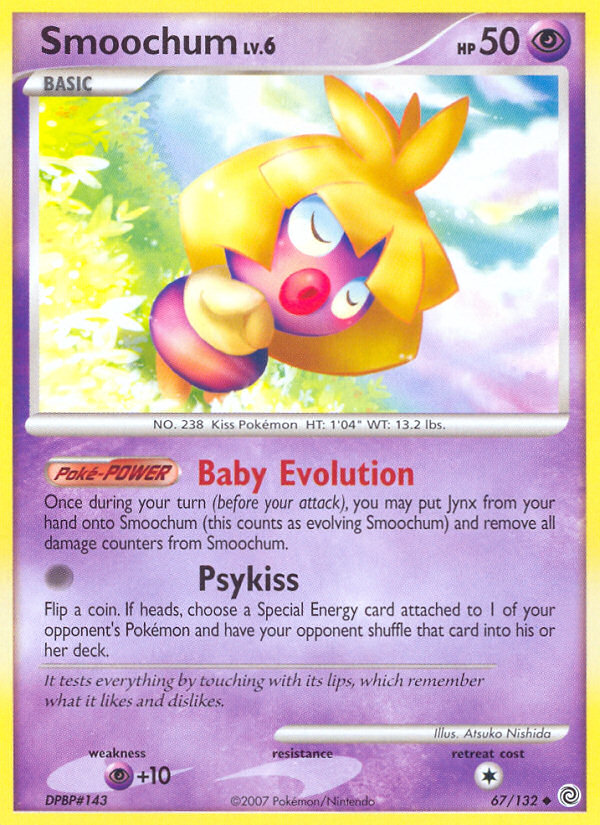 Smoochum LV.6 HP 50
BASIC
NO. 238 Kiss Pokémon HT: 1'04" WT: 13.2 lbs.
Poké-POWER Baby Evolution
Once during your turn (before your attack), you may put Jynx from your
hand onto Smoochum (this counts as evolving Smoochum) and remove all
damage counters from Smoochum.
Psykiss
Flip a coin. If heads, choose a Special Energy card attached to 1 of your
opponent's Pokémon and have your opponent shuffle that card into his or
her deck.
It tests everything by touching with its lips, which remember
what it likes and dislikes.
Illus. Atsuko Nishida
weakness resistance retreat cost
+10
DPBP#143 ©2007 Pokémon/Nintendo 67/132